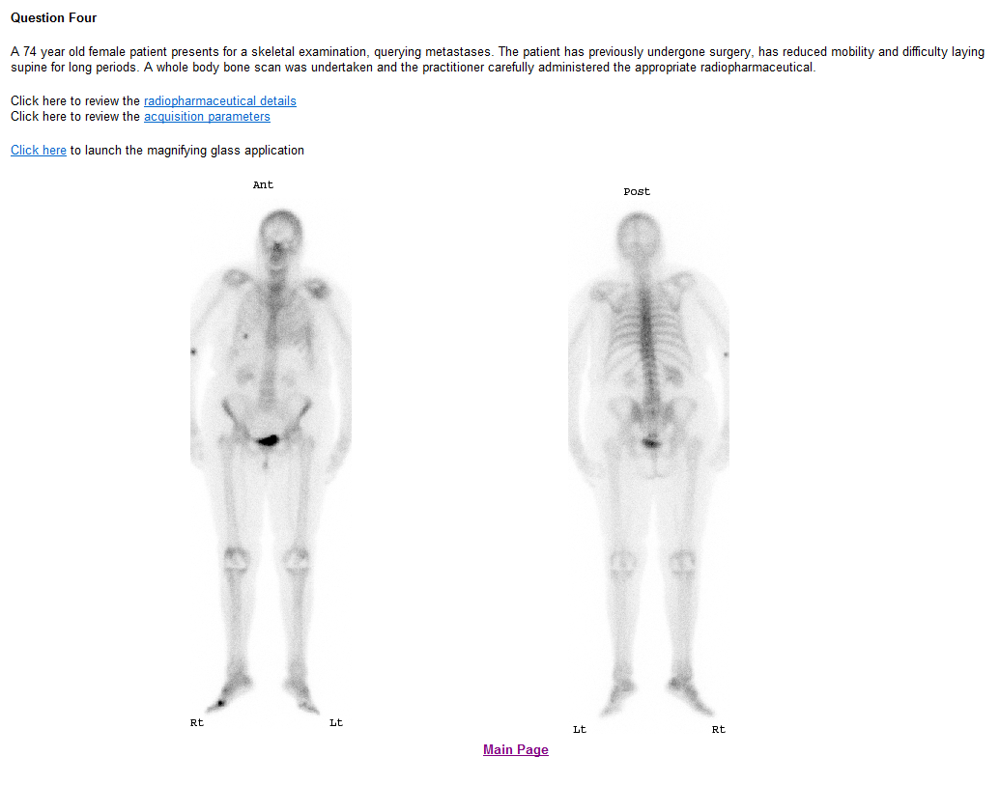 Question Four
A 74 year old female patient presents for a skeletal examination, querying metastases. The patient has previously undergone surgery, has reduced mobility and difficulty laying
supine for long periods. A whole body bone scan was undertaken and the practitioner carefully administered the appropriate radiopharmaceutical.
Click here to review the radiopharmaceutical details
Click here to review the acquisition parameters
Click here to launch the magnifying glass application
Ant
Post
Rt
Lt
Lt
Rt
Main Page